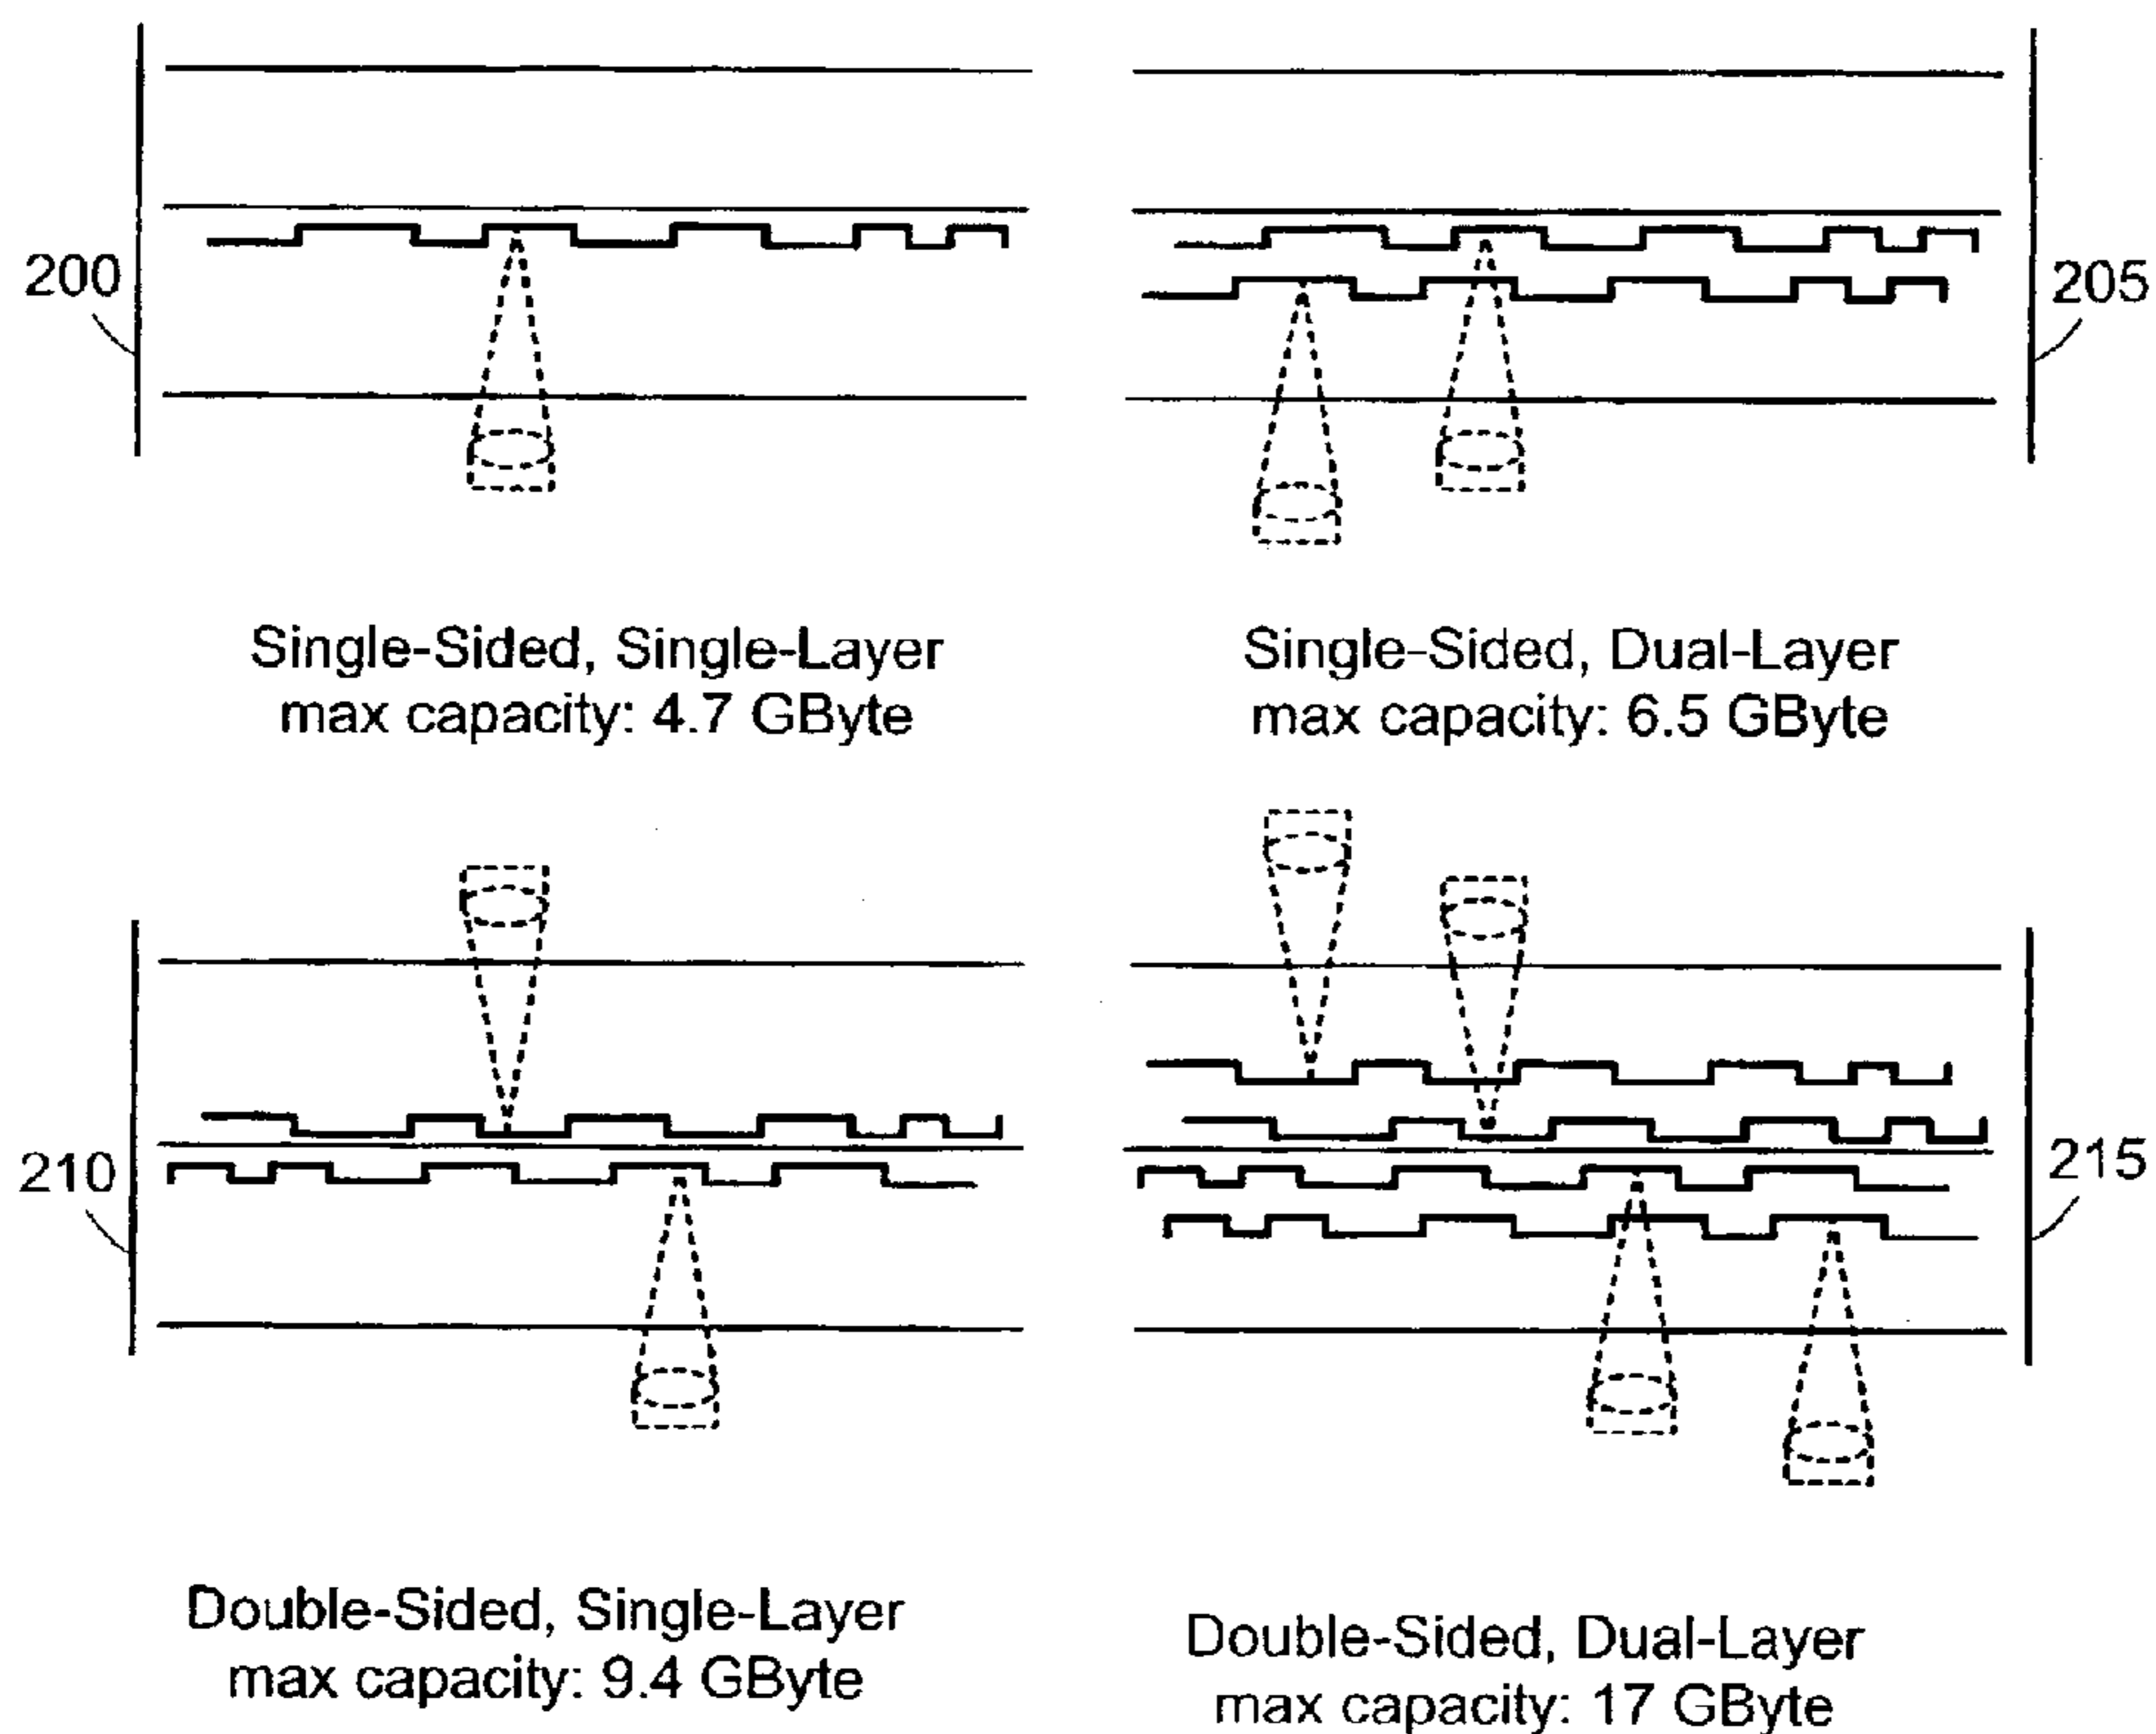 200
205
Single-Sided, Single-Layer
max capacity: 4.7 GByte
Single-Sided, Dual-Layer
max capacity: 6.5 GByte
210
215
Double-Sided, Single-Layer
max capacity: 9.4 GByte
Double-Sided, Dual-Layer
max capacity: 17 GByte